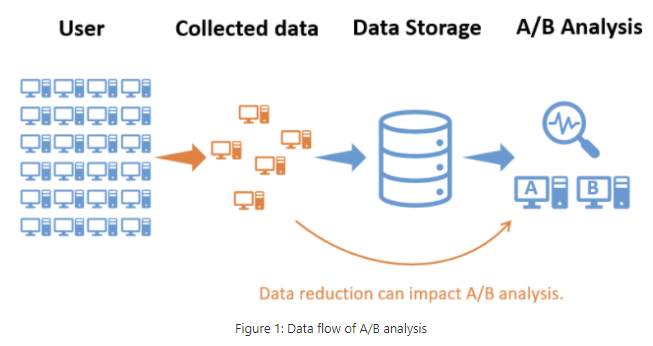 User
Collected data
Data Storage
A/B Analysis
A
B
Data reduction can impact A/B analysis.
Figure 1: Data flow of A/B analysis